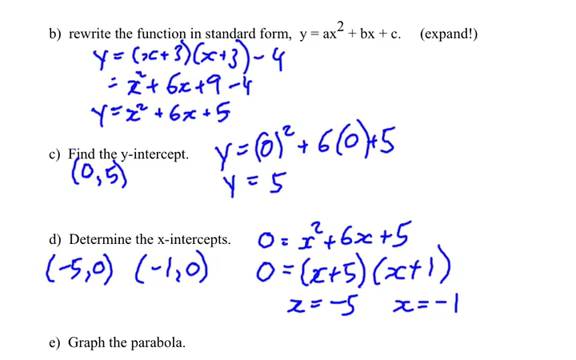 b) rewrite the function in standard form, y = ax² + bx + c. (expand!)
y = (x+3)(x+3) - 4
= x² + 6x + 9 - 4
y = x² + 6x + 5
c) Find the y-intercept. y = (0)² + 6(0) + 5
(0,5) y = 5
d) Determine the x-intercepts. 0 = x² + 6x + 5
(-5,0) (-1,0) 0 = (x+5)(x+1)
x = -5 x = -1
e) Graph the parabola.